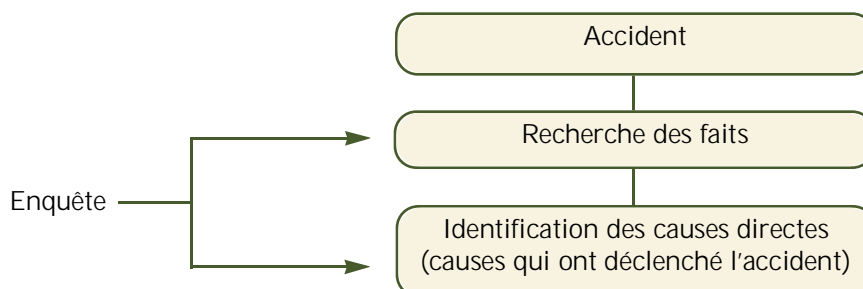 Accident
Recherche des faits
Enquête
Identification des causes directes
(causes qui ont déclenché l'accident)